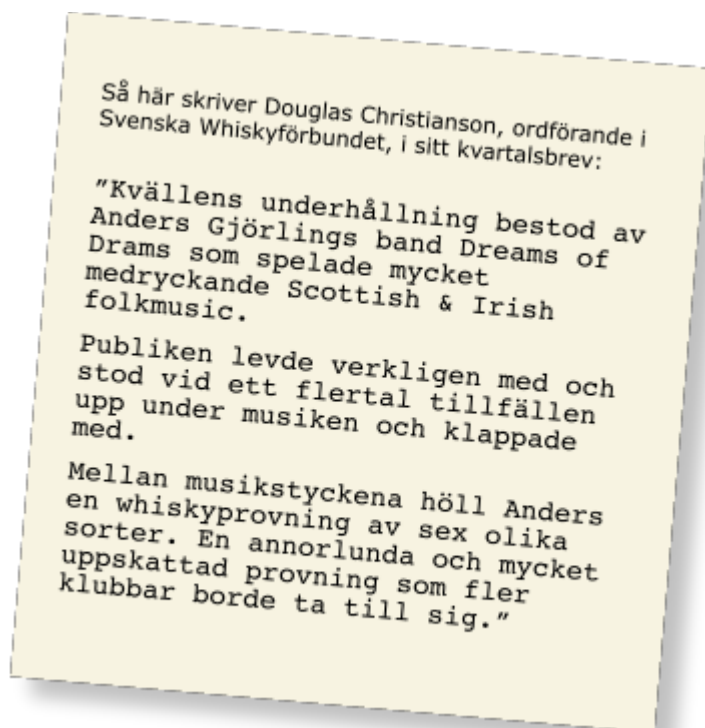 Så här skriver Douglas Christianson, ordförande i
Svenska Whiskyförbundet, i sitt kvartalsbrev:
"Kvällens underhållning bestod av
Anders Gjörlings band Dreams of
Drams som spelade mycket
medryckande Scottish & Irish
folkmusic.
Publiken levde verkligen med och
stod vid ett flertal tillfällen
upp under musiken och klappade
med.
Mellan musikstyckena höll Anders
en whiskyprovning av sex olika
sorter. En annorlunda och mycket
uppskattad provning som fler
klubbar borde ta till sig."